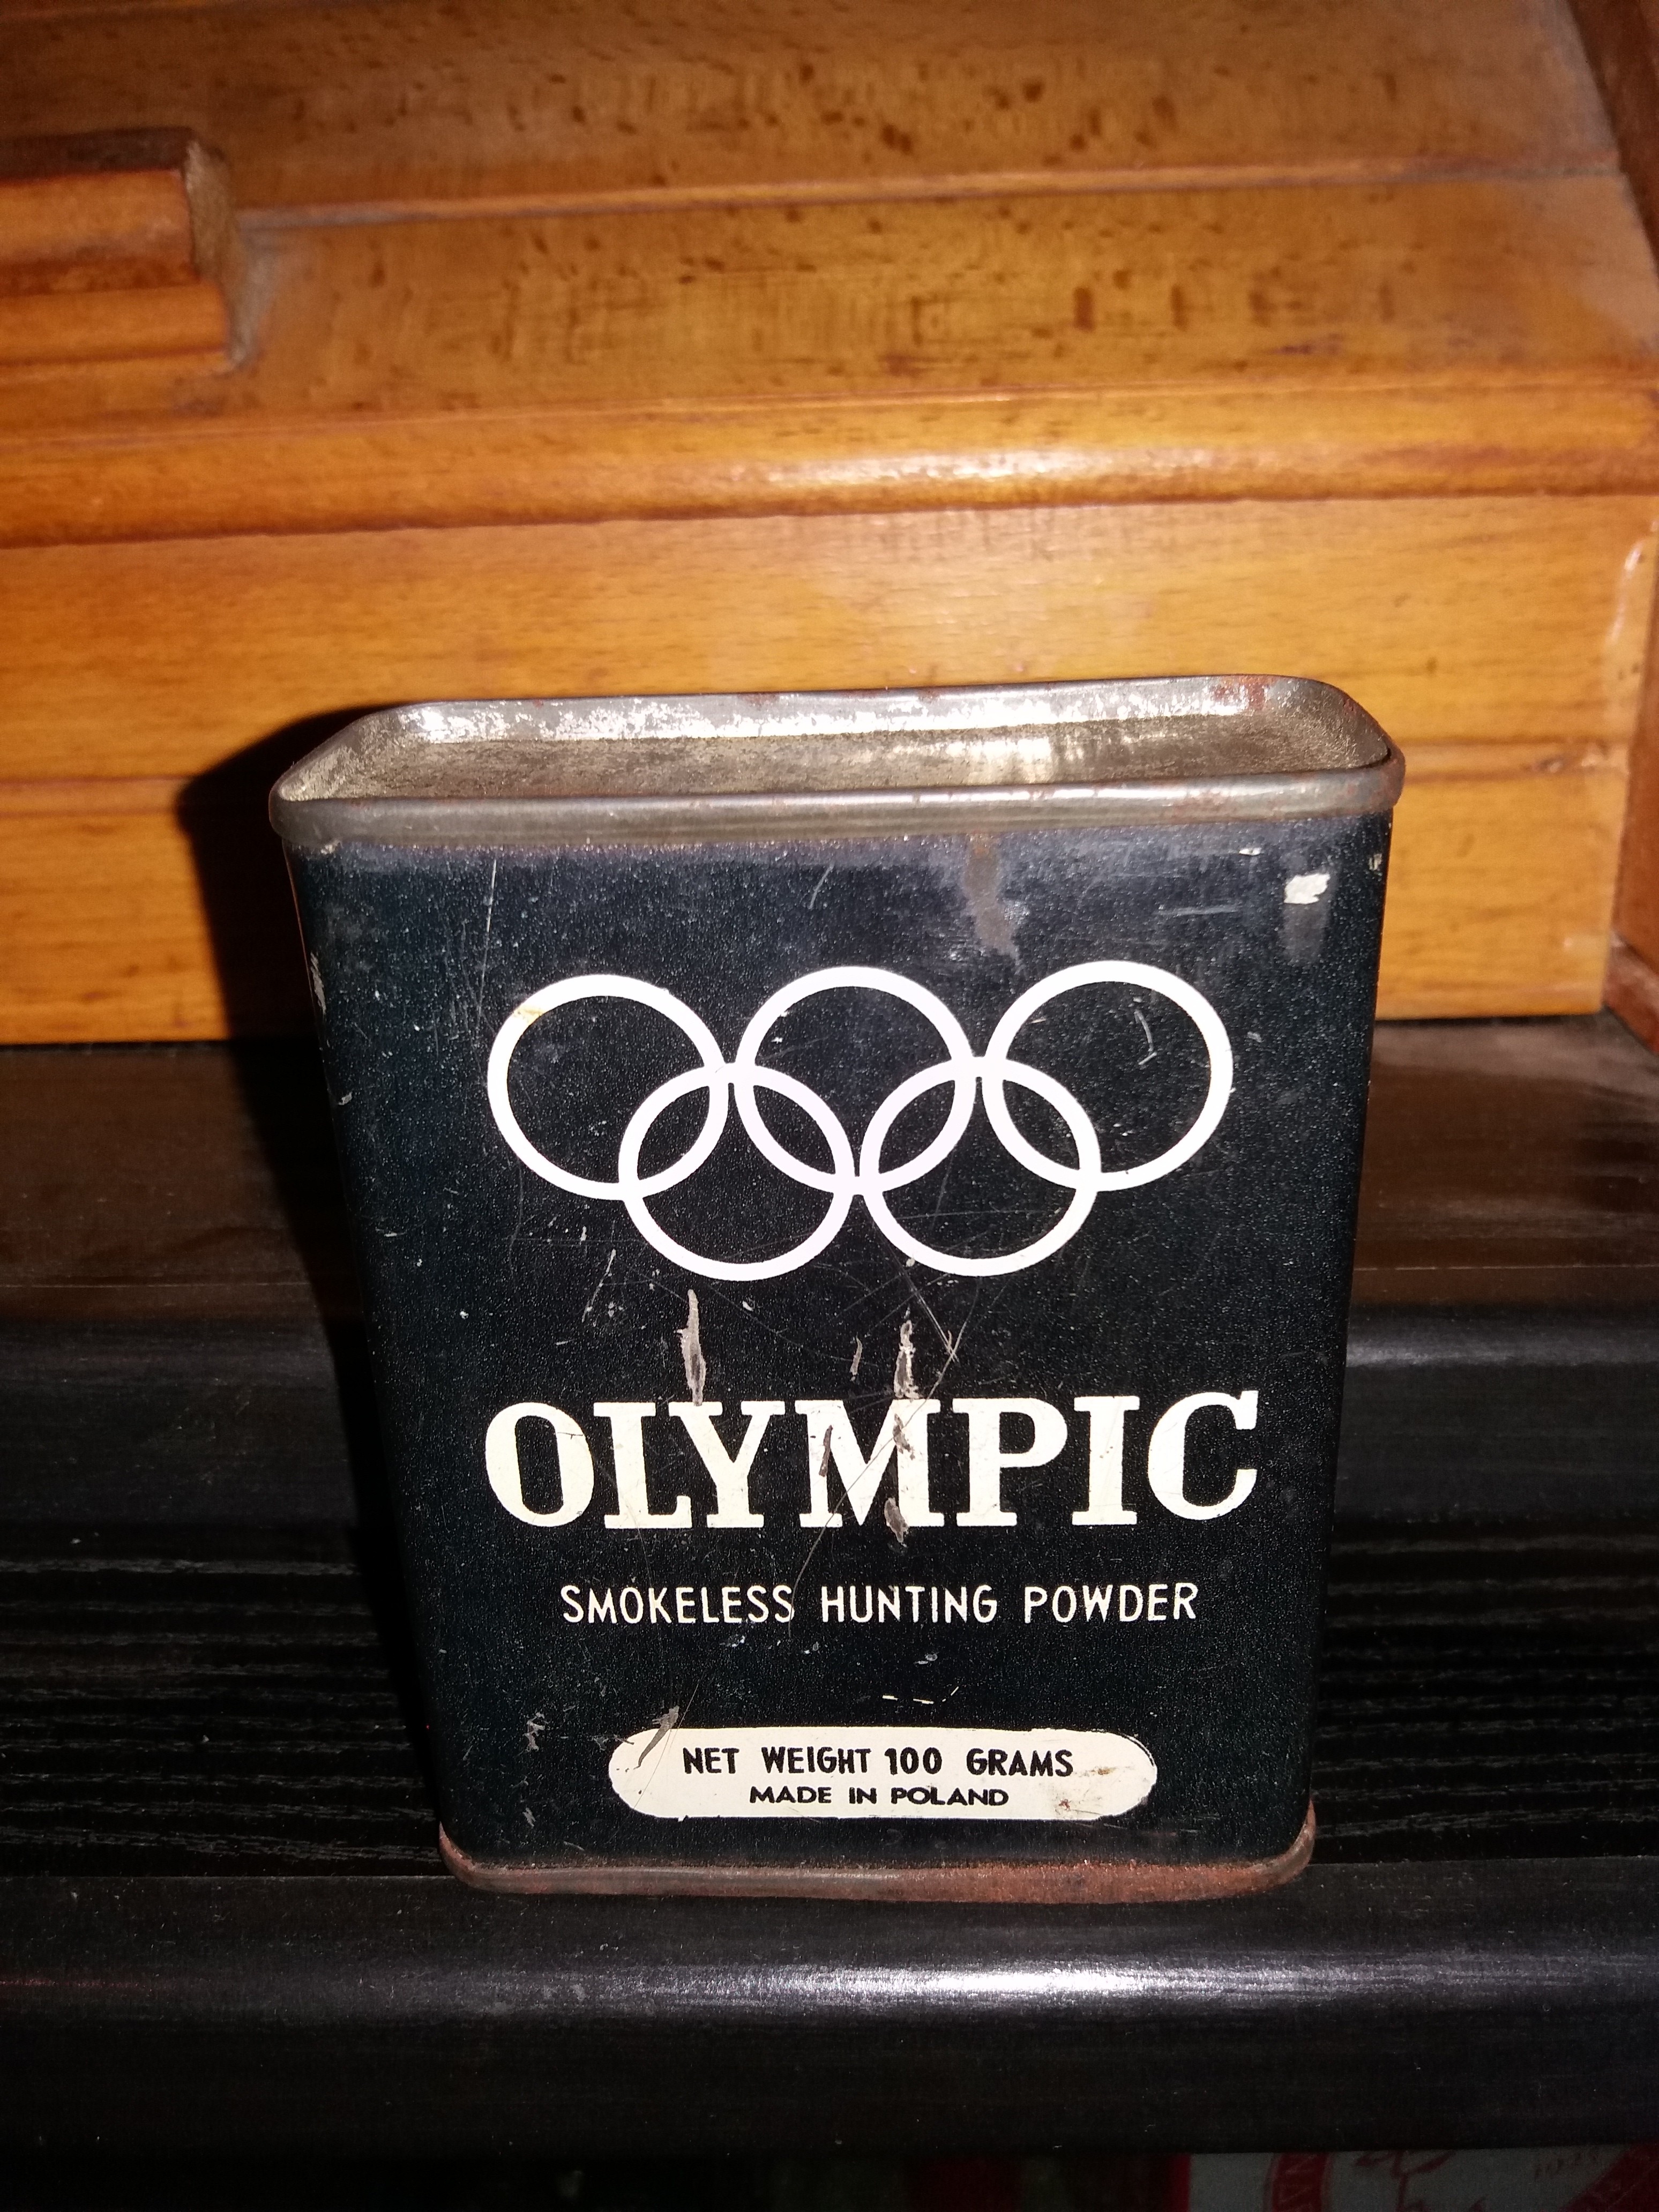 OLYMPIC
SMOKELESS HUNTING POWDER
NET WEIGHT 100 GRAMS
MADE IN POLAND